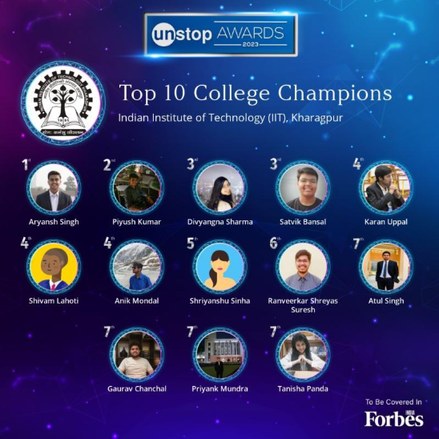 unstop AWARDS
2023
Top 10 College Champions
Indian Institute of Technology (IIT), Kharagpur
1st 2nd 3rd 3rd 4th
Aryansh Singh Piyush Kumar Divyangna Sharma Satvik Bansal Karan Uppal
4th 4th 5th 6th 7th
Shivam Lahoti Anik Mondal Shriyanshu Sinha Ranveerkar Shreyas Atul Singh
Suresh
7th 7th 7th
Gaurav Chanchal Priyank Mundra Tanisha Panda
To Be Covered In
Forbes
INDIA